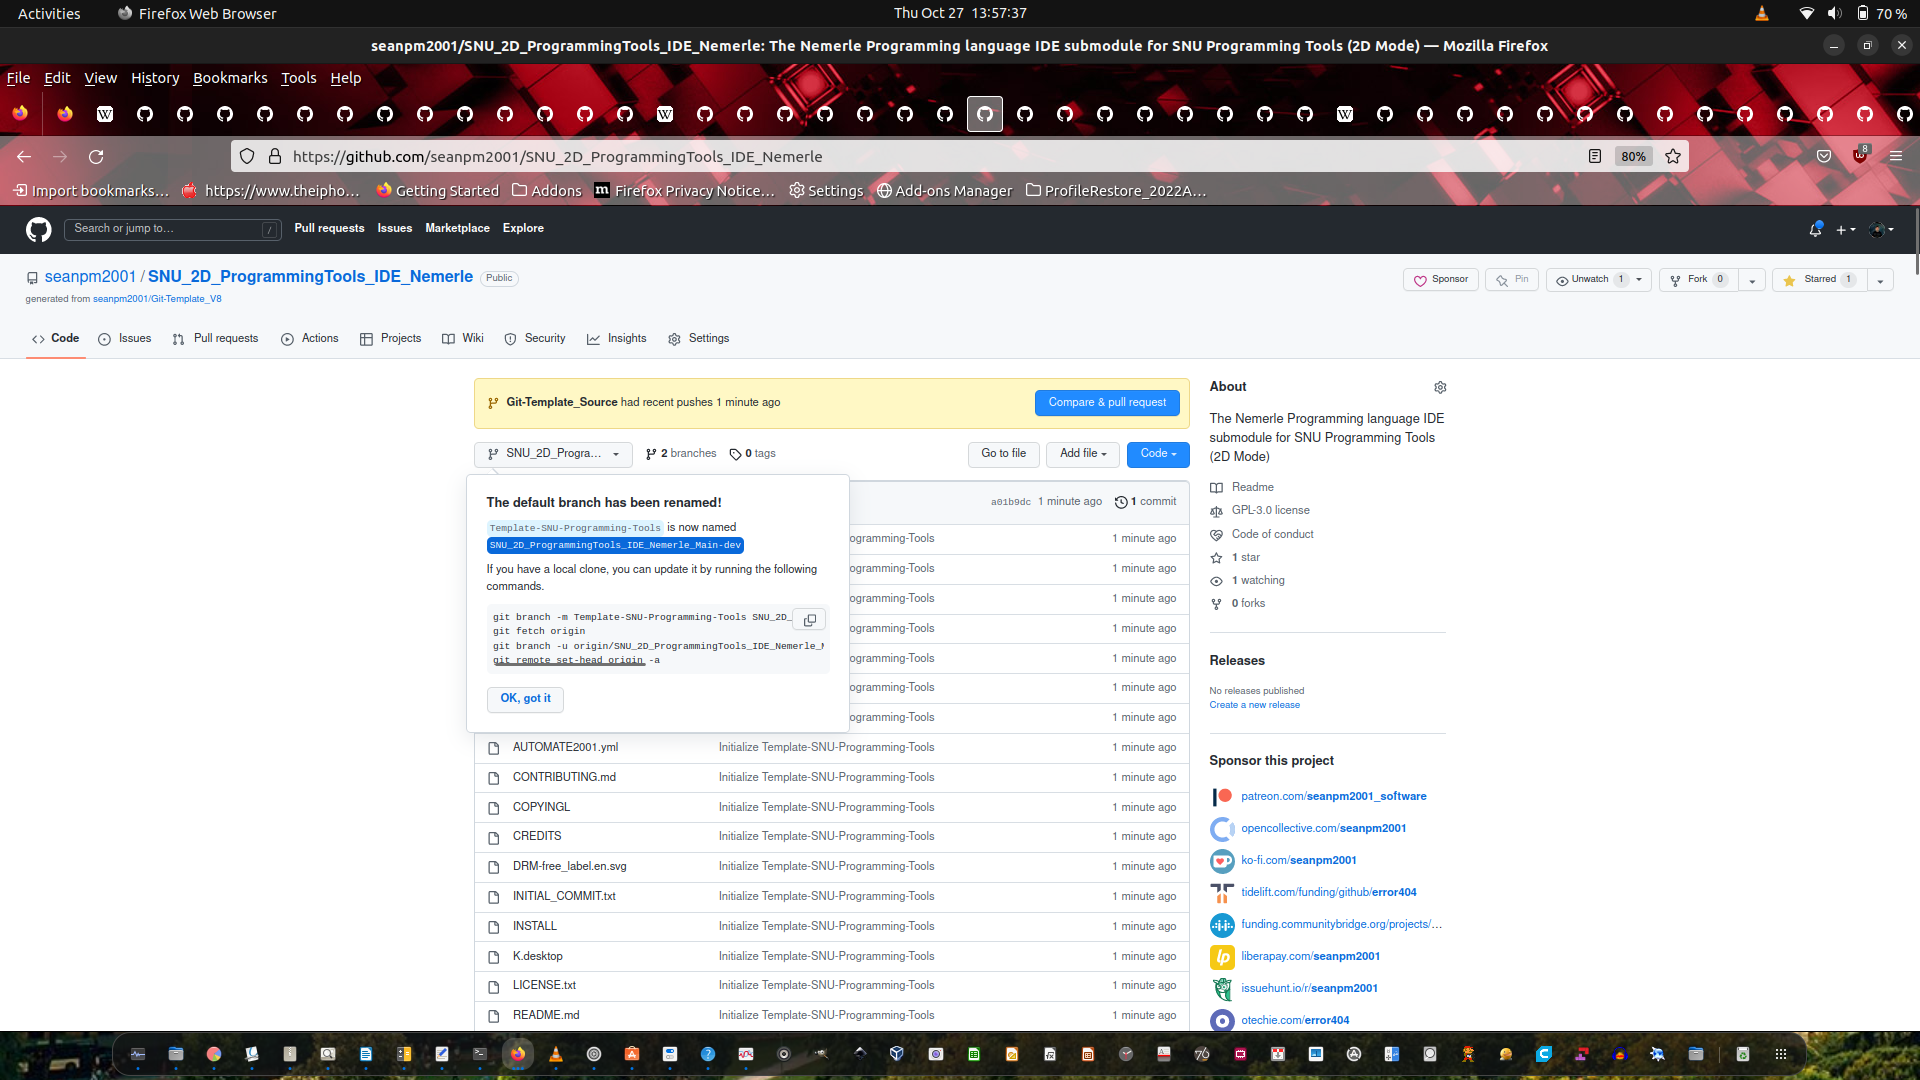 Activities
Firefox Web Browser
Thu Oct 27 13:57:37
70 %
seanpm2001/SNU_2D_ProgrammingTools_IDE_Nemerle: The Nemerle Programming language IDE submodule for SNU Programming Tools (2D Mode) — Mozilla Firefox
File Edit View History Bookmarks Tools Help
https://github.com/seanpm2001/SNU_2D_ProgrammingTools_IDE_Nemerle
80%
8
Import bookmarks… https://www.theipho… Getting Started Addons Firefox Privacy Notice… Settings Add-ons Manager ProfileRestore_2022A…
Search or jump to… /
Pull requests Issues Marketplace Explore
seanpm2001 / SNU_2D_ProgrammingTools_IDE_Nemerle Public
generated from seanpm2001/Git-Template_V8
Sponsor Pin Unwatch 1 Fork 0 Starred 1
Code Issues Pull requests Actions Projects Wiki Security Insights Settings
Git-Template_Source had recent pushes 1 minute ago
Compare & pull request
SNU_2D_Progra… 2 branches 0 tags
Go to file Add file Code
The default branch has been renamed!
Template-SNU-Programming-Tools is now named
SNU_2D_ProgrammingTools_IDE_Nemerle_Main-dev
If you have a local clone, you can update it by running the following
commands.
git branch -m Template-SNU-Programming-Tools SNU_2D_
git fetch origin
git branch -u origin/SNU_2D_ProgrammingTools_IDE_Nemerle_M
git remote set-head origin -a
OK, got it
a01b9dc 1 minute ago 1 commit
ogramming-Tools 1 minute ago
ogramming-Tools 1 minute ago
ogramming-Tools 1 minute ago
ogramming-Tools 1 minute ago
ogramming-Tools 1 minute ago
ogramming-Tools 1 minute ago
ogramming-Tools 1 minute ago
AUTOMATE2001.yml Initialize Template-SNU-Programming-Tools 1 minute ago
CONTRIBUTING.md Initialize Template-SNU-Programming-Tools 1 minute ago
COPYINGL Initialize Template-SNU-Programming-Tools 1 minute ago
CREDITS Initialize Template-SNU-Programming-Tools 1 minute ago
DRM-free_label.en.svg Initialize Template-SNU-Programming-Tools 1 minute ago
INITIAL_COMMIT.txt Initialize Template-SNU-Programming-Tools 1 minute ago
INSTALL Initialize Template-SNU-Programming-Tools 1 minute ago
K.desktop Initialize Template-SNU-Programming-Tools 1 minute ago
LICENSE.txt Initialize Template-SNU-Programming-Tools 1 minute ago
README.md Initialize Template-SNU-Programming-Tools 1 minute ago
About
The Nemerle Programming language IDE
submodule for SNU Programming Tools
(2D Mode)
Readme
GPL-3.0 license
Code of conduct
1 star
1 watching
0 forks
Releases
No releases published
Create a new release
Sponsor this project
patreon.com/seanpm2001_software
opencollective.com/seanpm2001
ko-fi.com/seanpm2001
tidelift.com/funding/github/error404
funding.communitybridge.org/projects/…
liberapay.com/seanpm2001
issuehunt.io/r/seanpm2001
otechie.com/error404